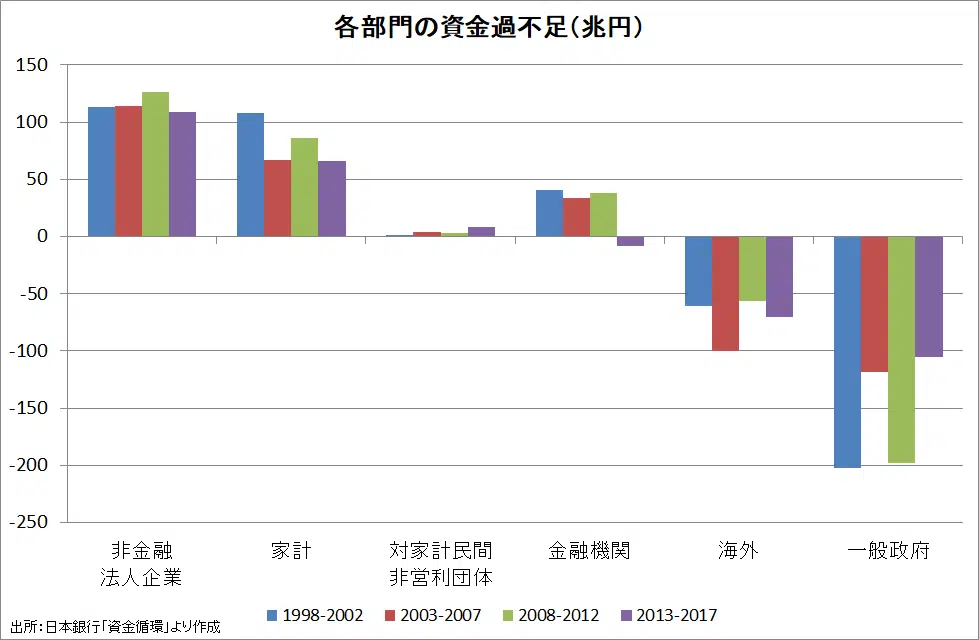 各部門の資金過不足(兆円)
150
100
50
0
-50
-100
-150
-200
-250
非金融
法人企業
家計
対家計民間
非営利団体
金融機関
海外
一般政府
1998-2002
2003-2007
2008-2012
2013-2017
出所:日本銀行「資金循環」より作成